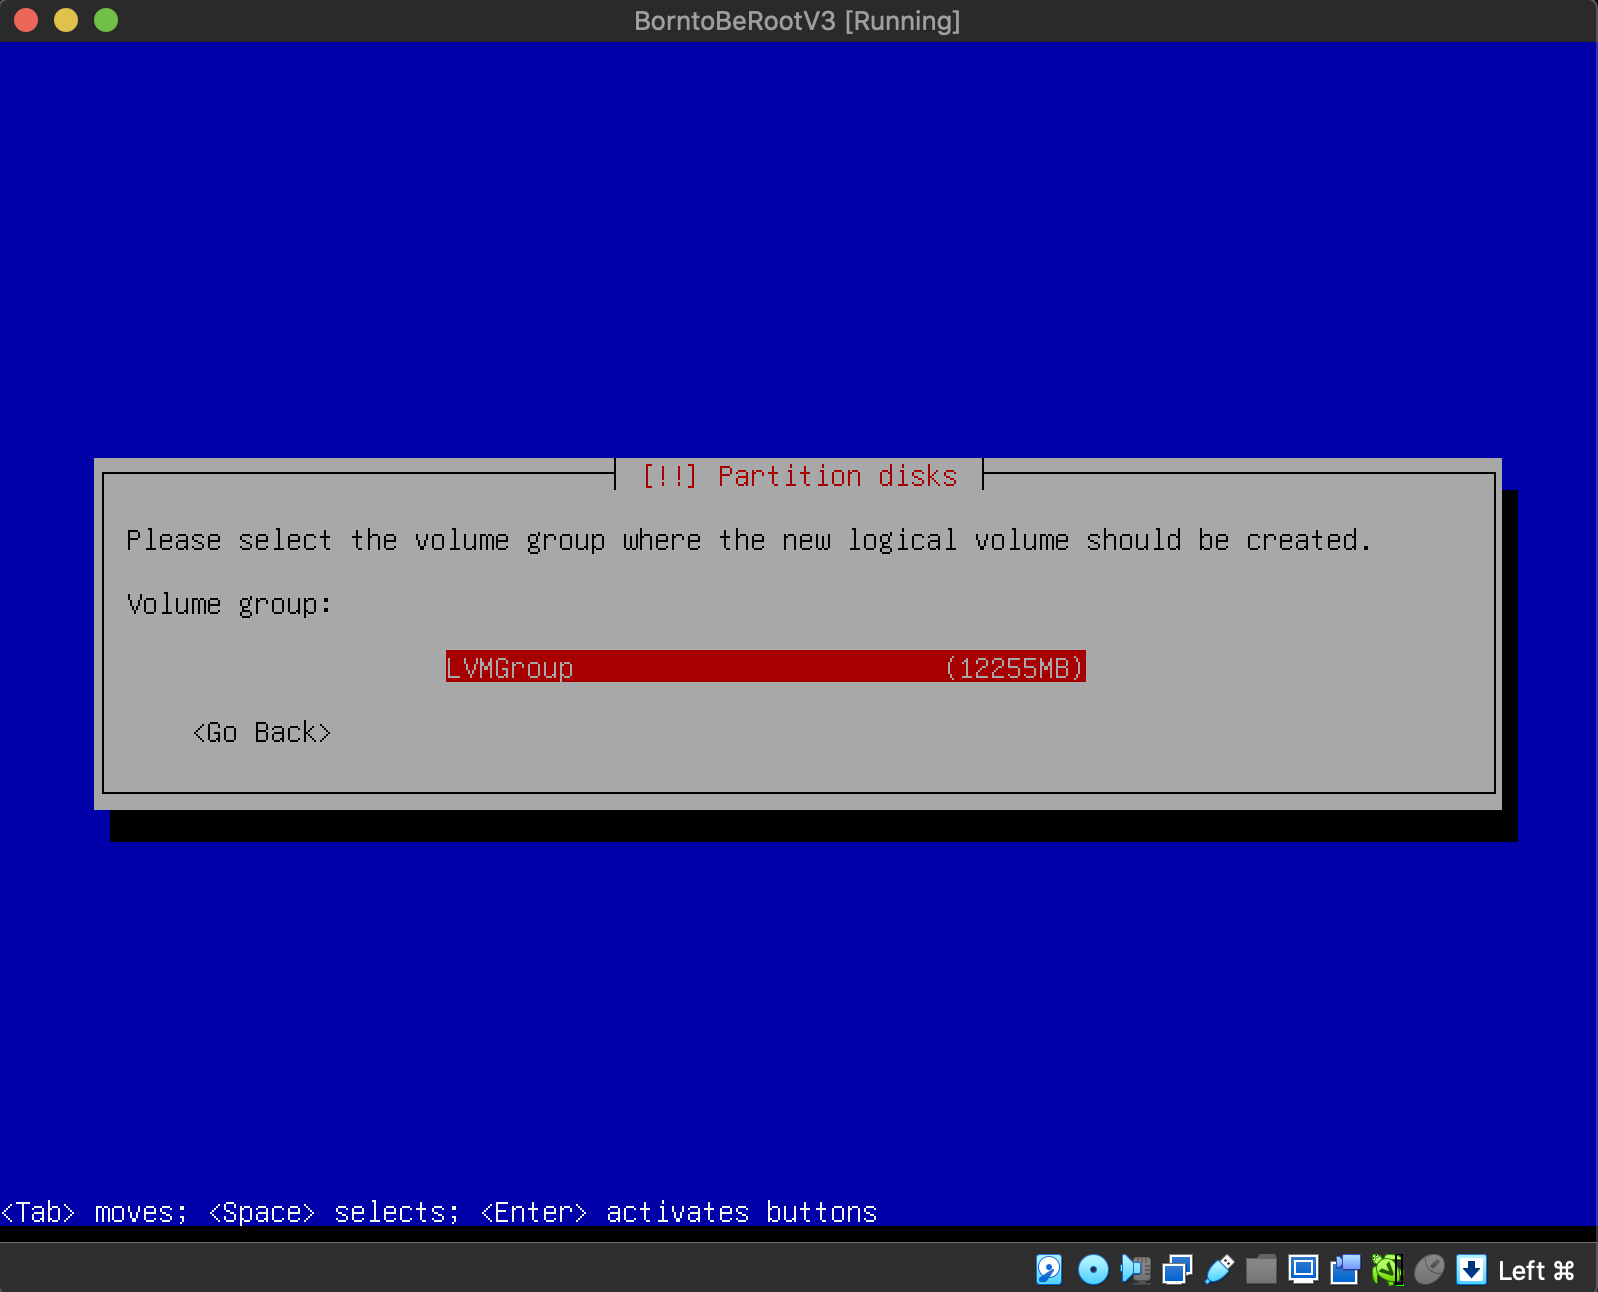 BorntoBeRootV3 [Running]
[!!] Partition disks
Please select the volume group where the new logical volume should be created.
Volume group:
LVMGroup (12255MB)
<Go Back>
<Tab> moves; <Space> selects; <Enter> activates buttons
Left ⌘